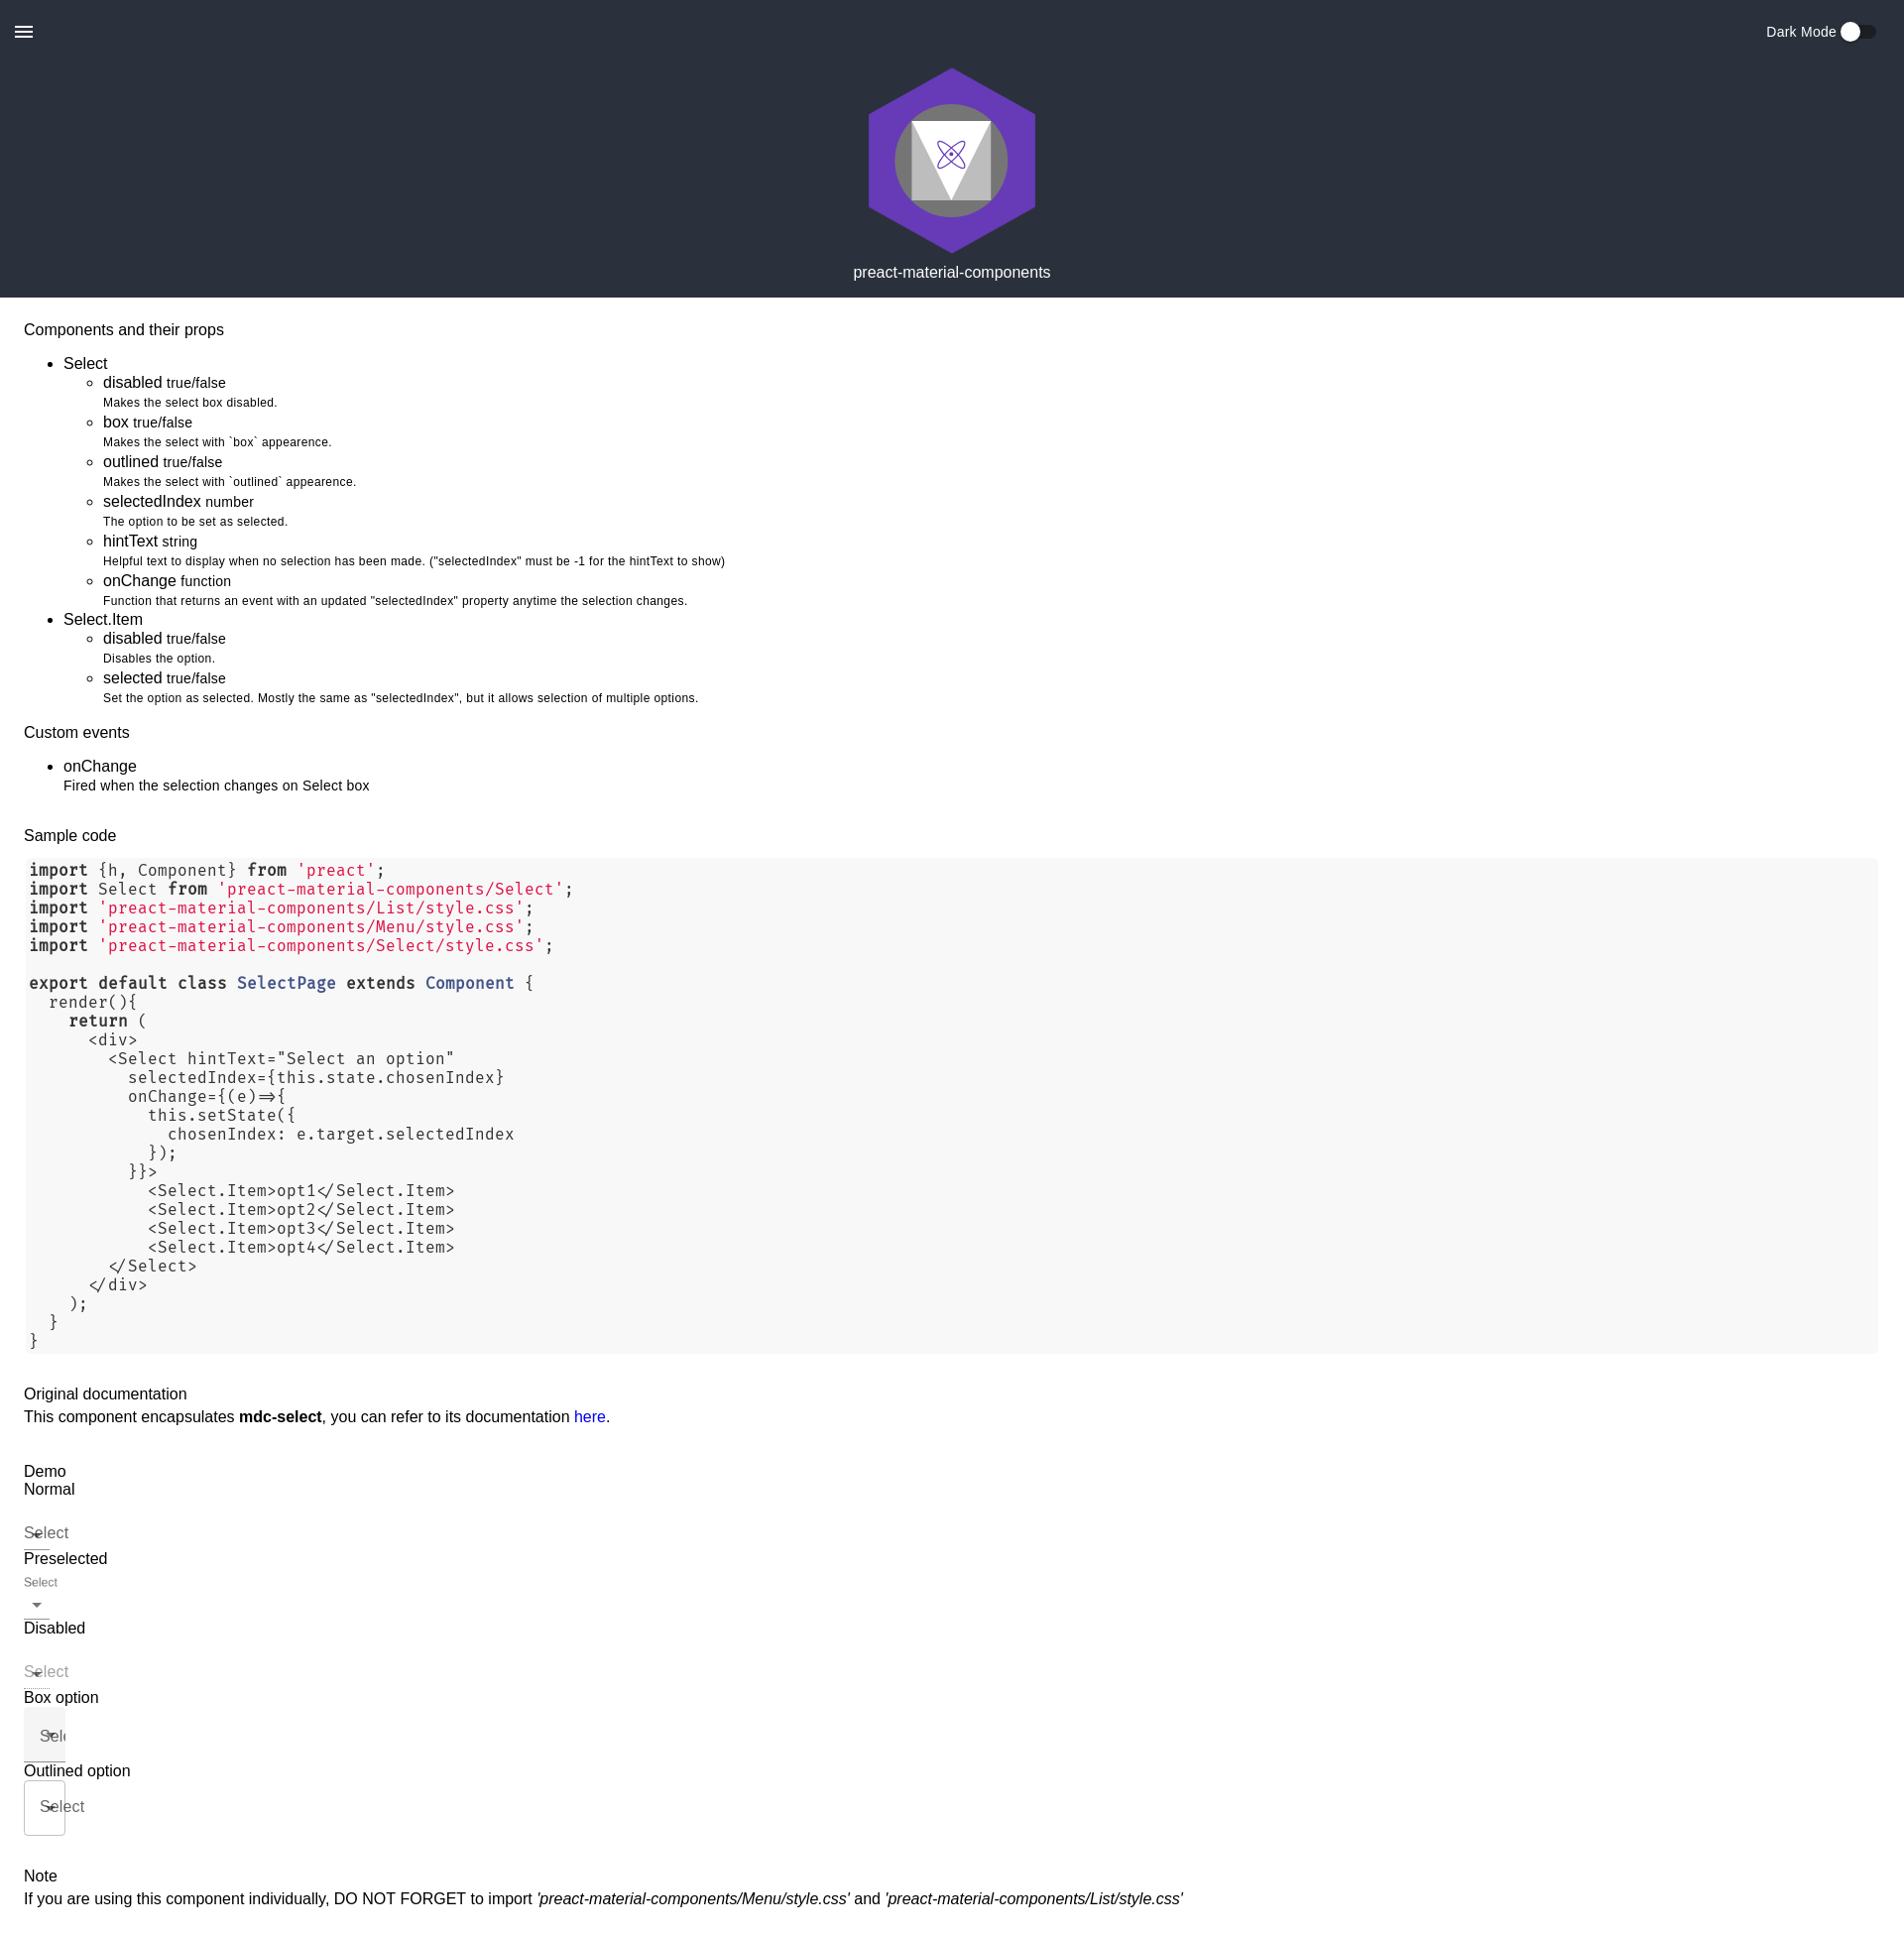 Dark Mode
preact-material-components
Components and their props
Select
disabled true/false
Makes the select box disabled.
box true/false
Makes the select with `box` appearence.
outlined true/false
Makes the select with `outlined` appearence.
selectedIndex number
The option to be set as selected.
hintText string
Helpful text to display when no selection has been made. ("selectedIndex" must be -1 for the hintText to show)
onChange function
Function that returns an event with an updated "selectedIndex" property anytime the selection changes.
Select.Item
disabled true/false
Disables the option.
selected true/false
Set the option as selected. Mostly the same as "selectedIndex", but it allows selection of multiple options.
Custom events
onChange
Fired when the selection changes on Select box
Sample code
import {h, Component} from 'preact';
import Select from 'preact-material-components/Select';
import 'preact-material-components/List/style.css';
import 'preact-material-components/Menu/style.css';
import 'preact-material-components/Select/style.css';
export default class SelectPage extends Component {
render(){
return (
<div>
<Select hintText="Select an option"
selectedIndex={this.state.chosenIndex}
onChange={(e)=>{
this.setState({
chosenIndex: e.target.selectedIndex
});
}}>
<Select.Item>opt1</Select.Item>
<Select.Item>opt2</Select.Item>
<Select.Item>opt3</Select.Item>
<Select.Item>opt4</Select.Item>
</Select>
</div>
);
}
}
Original documentation
This component encapsulates mdc-select, you can refer to its documentation here.
Demo
Normal
Select
Preselected
Select
Disabled
Select
Box option
Sele
Outlined option
Select
Note
If you are using this component individually, DO NOT FORGET to import 'preact-material-components/Menu/style.css' and 'preact-material-components/List/style.css'